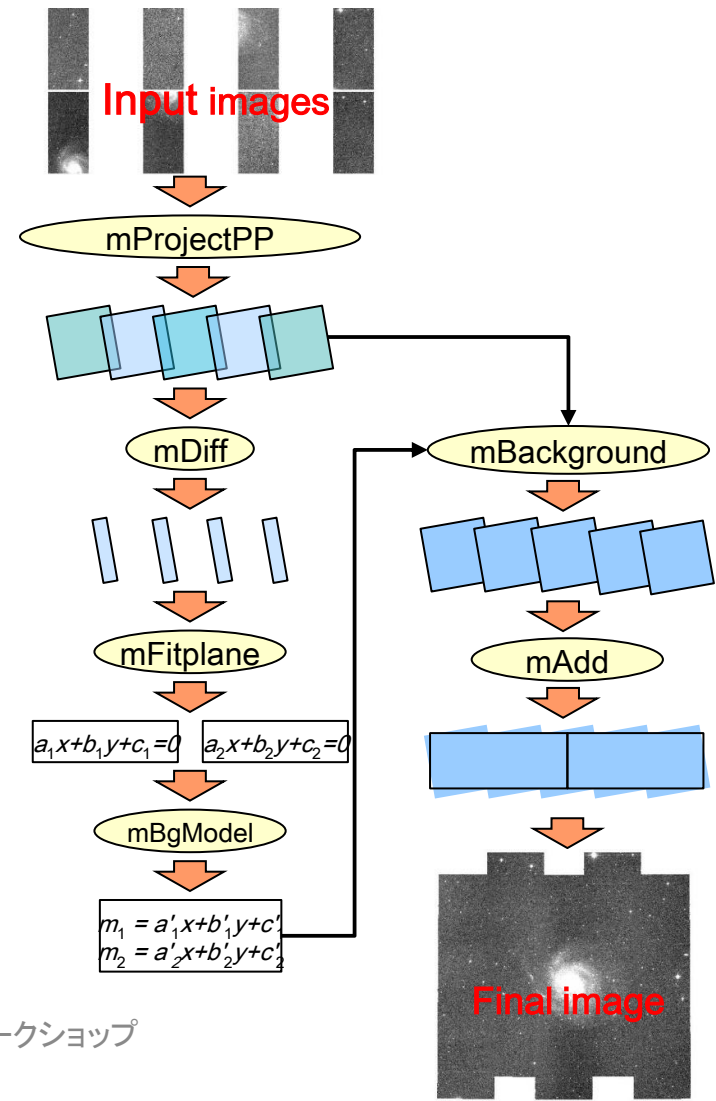 Input images
mProjectPP
mDiff
mBackground
mFitplane
mAdd
a₁x+b₁y+c₁=0
a₂x+b₂y+c₂=0
mBgModel
m₁ = a'₁x+b'₁y+c'₁
m₂ = a'₂x+b'₂y+c'₂
Final image
ークショップ